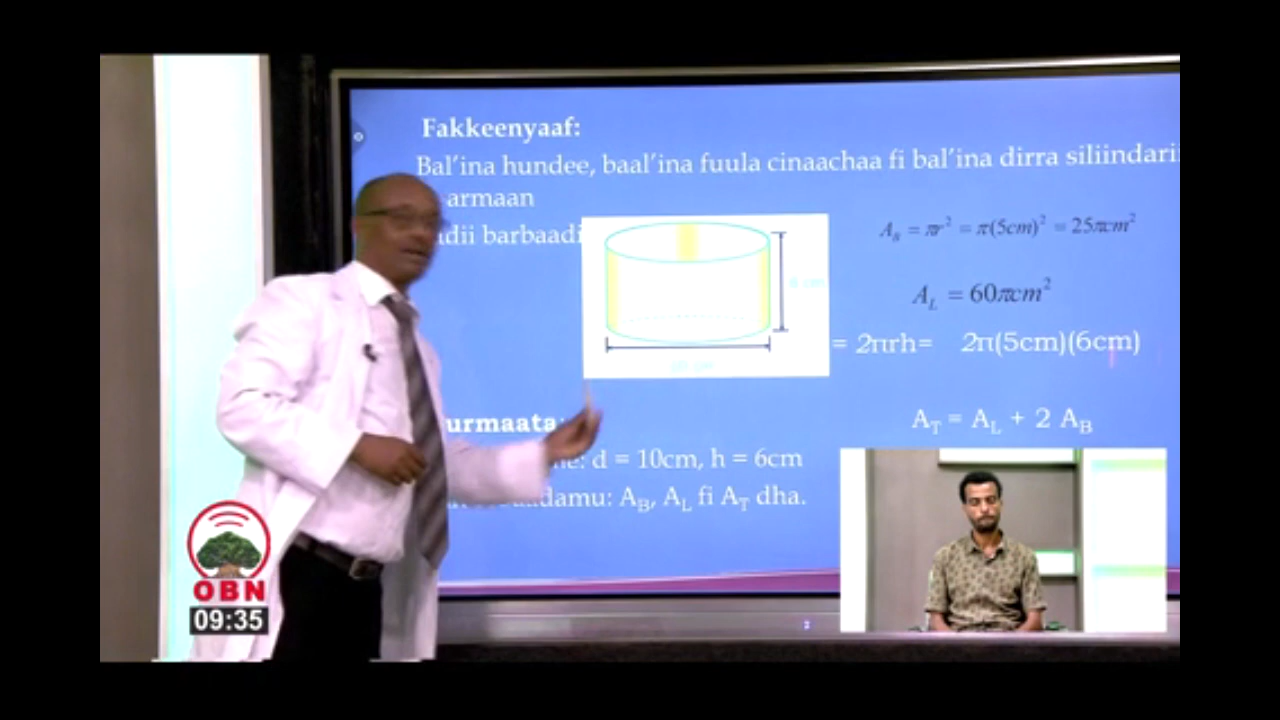 Fakkeenyaaf:
Bal'ina hundee, baal'ina fuula cinaachaa fi bal'ina dirra siliindarii
armaan
barbaadi
A_B = πr² = π(5cm)² = 25πcm²
A_L = 60πcm²
= 2πrh= 2π(5cm)(6cm)
A_T = A_L + 2 A_B
d = 10cm, h = 6cm
A_B, A_L fi A_T dha.
OBN
09:35